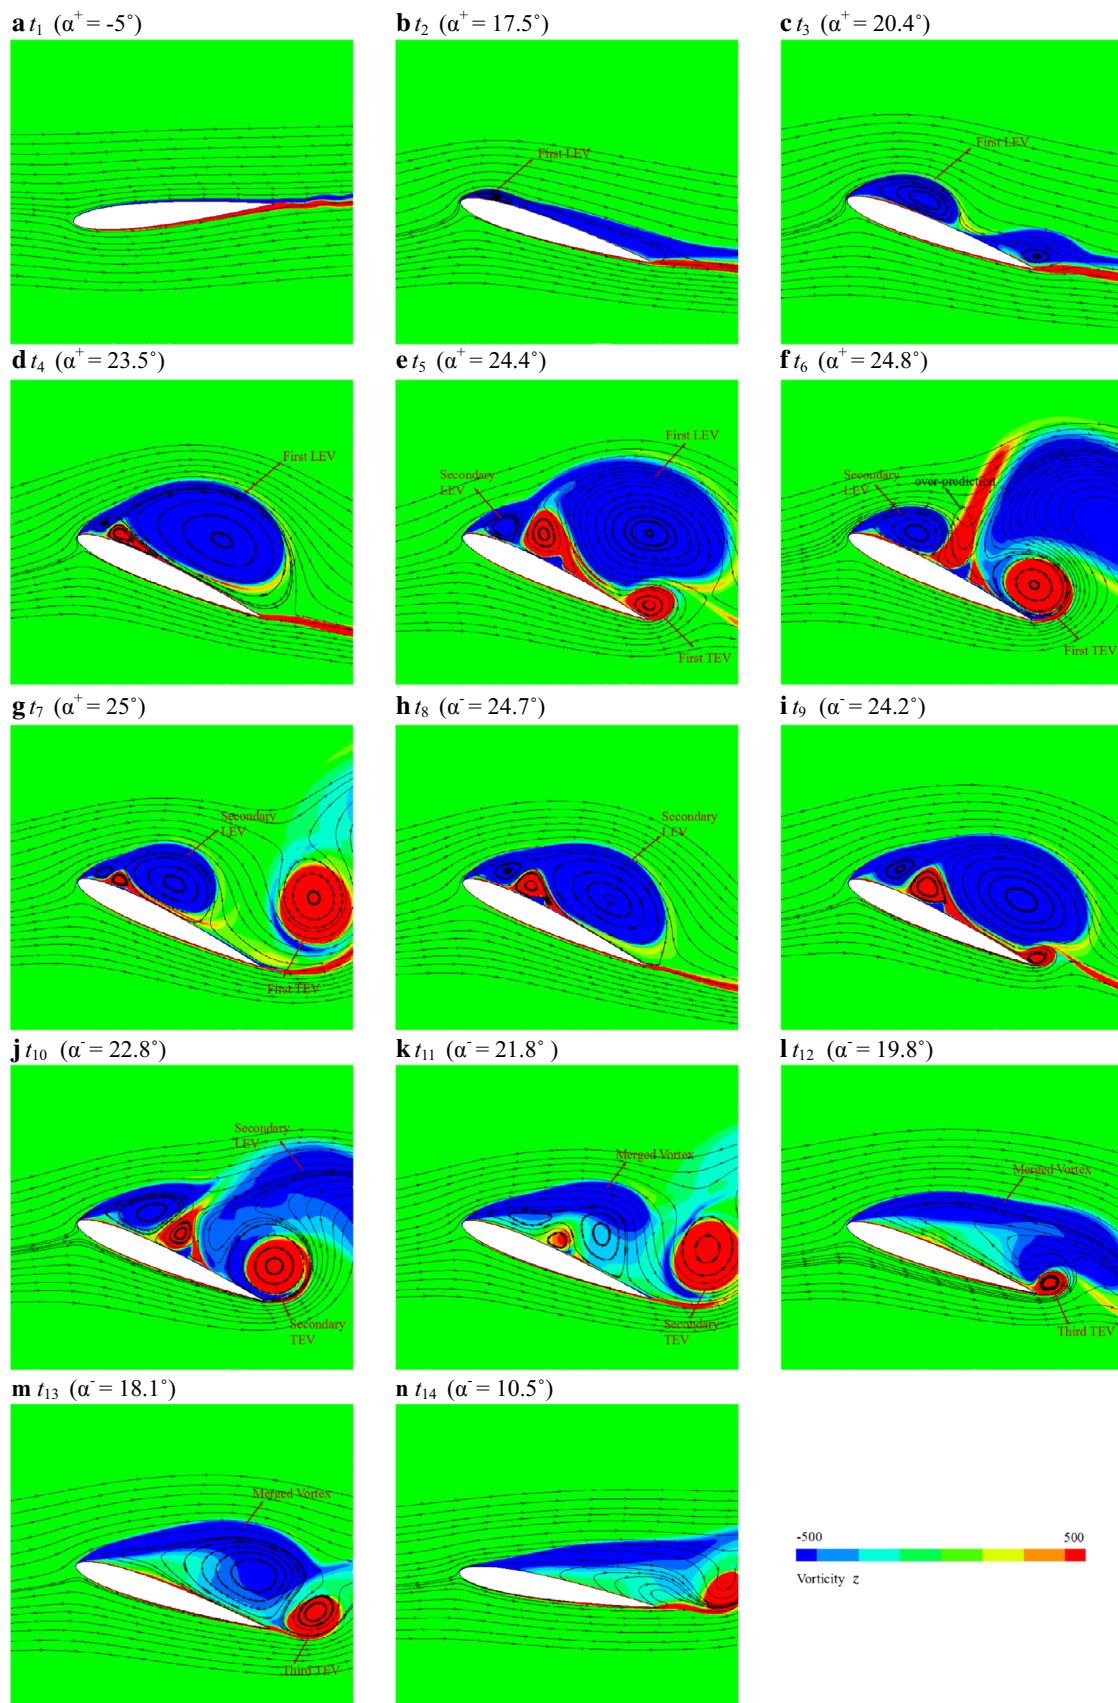 a t₁ (α⁺ = -5˚)
b t₂ (α⁺ = 17.5˚)
c t₃ (α⁺ = 20.4˚)
First LEV
First LEV
d t₄ (α⁺ = 23.5˚)
e t₅ (α⁺ = 24.4˚)
f t₆ (α⁺ = 24.8˚)
First LEV
First LEV
Secondary
LEV
First TEV
Secondary
LEV
over-prediction
First TEV
g t₇ (α⁺ = 25˚)
h t₈ (α⁻ = 24.7˚)
i t₉ (α⁻ = 24.2˚)
Secondary
LEV
First TEV
Secondary
LEV
j t₁₀ (α⁻ = 22.8˚)
k t₁₁ (α⁻ = 21.8˚ )
l t₁₂ (α⁻ = 19.8˚)
Secondary
LEV
Secondary
TEV
Merged Vortex
Secondary
TEV
Merged Vortex
Third TEV
m t₁₃ (α⁻ = 18.1˚)
n t₁₄ (α⁻ = 10.5˚)
Merged Vortex
Third TEV
-500 500
Vorticity z